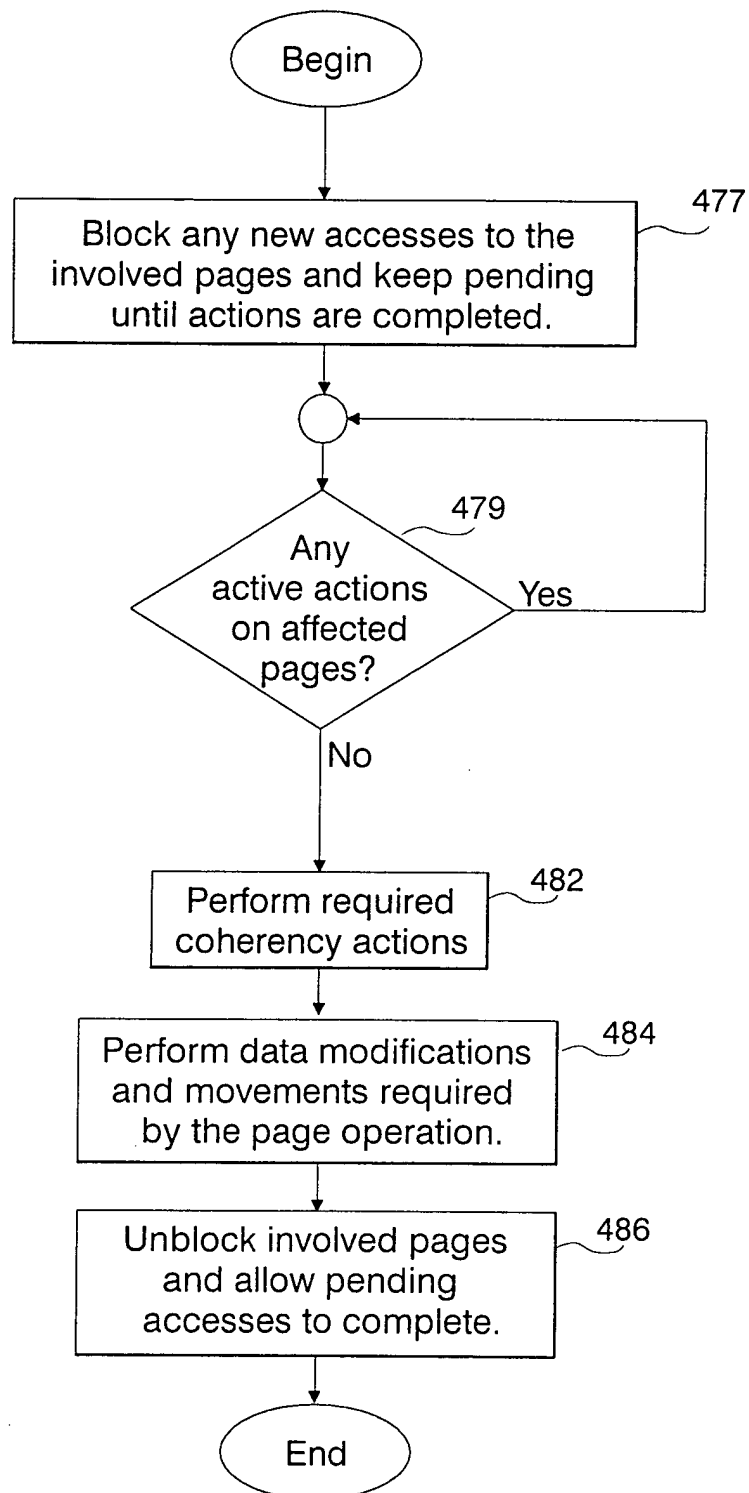 Begin
477
Block any new accesses to the
involved pages and keep pending
until actions are completed.
479
Any
active actions
on affected
pages?
Yes
No
482
Perform required
coherency actions
484
Perform data modifications
and movements required
by the page operation.
486
Unblock involved pages
and allow pending
accesses to complete.
End